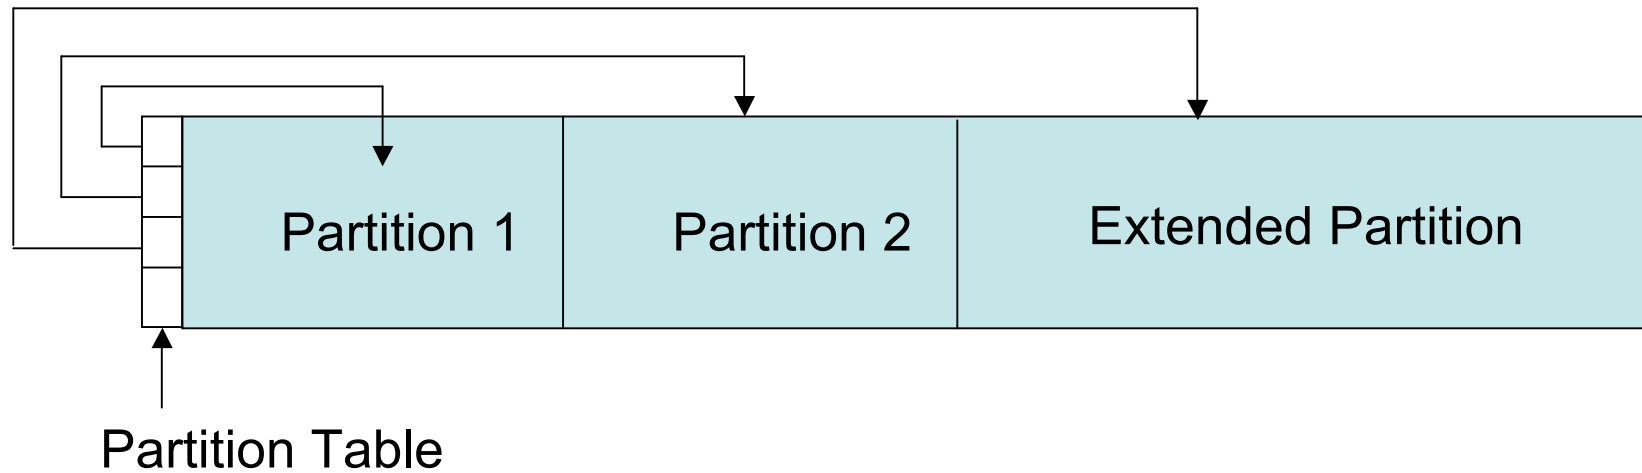 Partition 1
Partition 2
Extended Partition
Partition Table